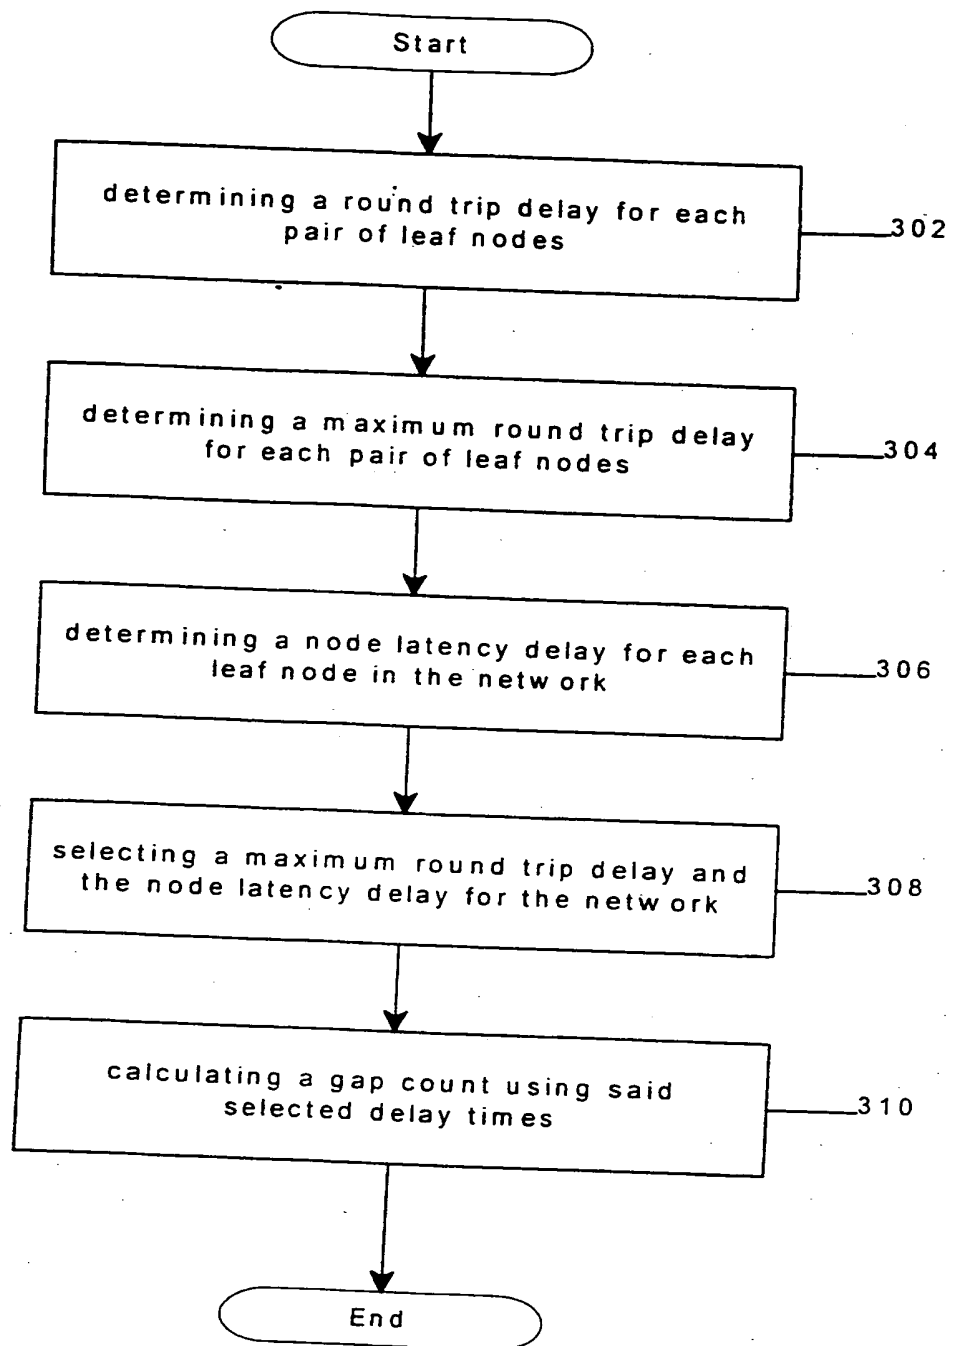 Start
determining a round trip delay for each
pair of leaf nodes
302
determining a maximum round trip delay
for each pair of leaf nodes
304
determining a node latency delay for each
leaf node in the network
306
selecting a maximum round trip delay and
the node latency delay for the network
308
calculating a gap count using said
selected delay times
310
End